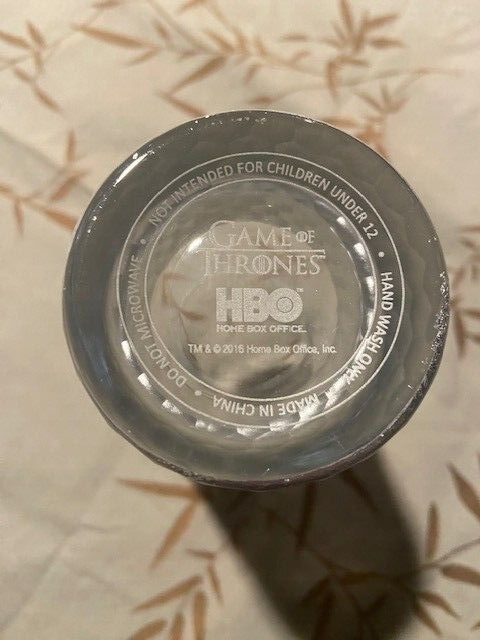 GAME OF
THRONES
HBO
HOME BOX OFFICE
TM & © 2016 Home Box Office, Inc.
NOT INTENDED FOR CHILDREN UNDER 12 • HAND WASH ONLY • MADE IN CHINA • DO NOT MICROWAVE •